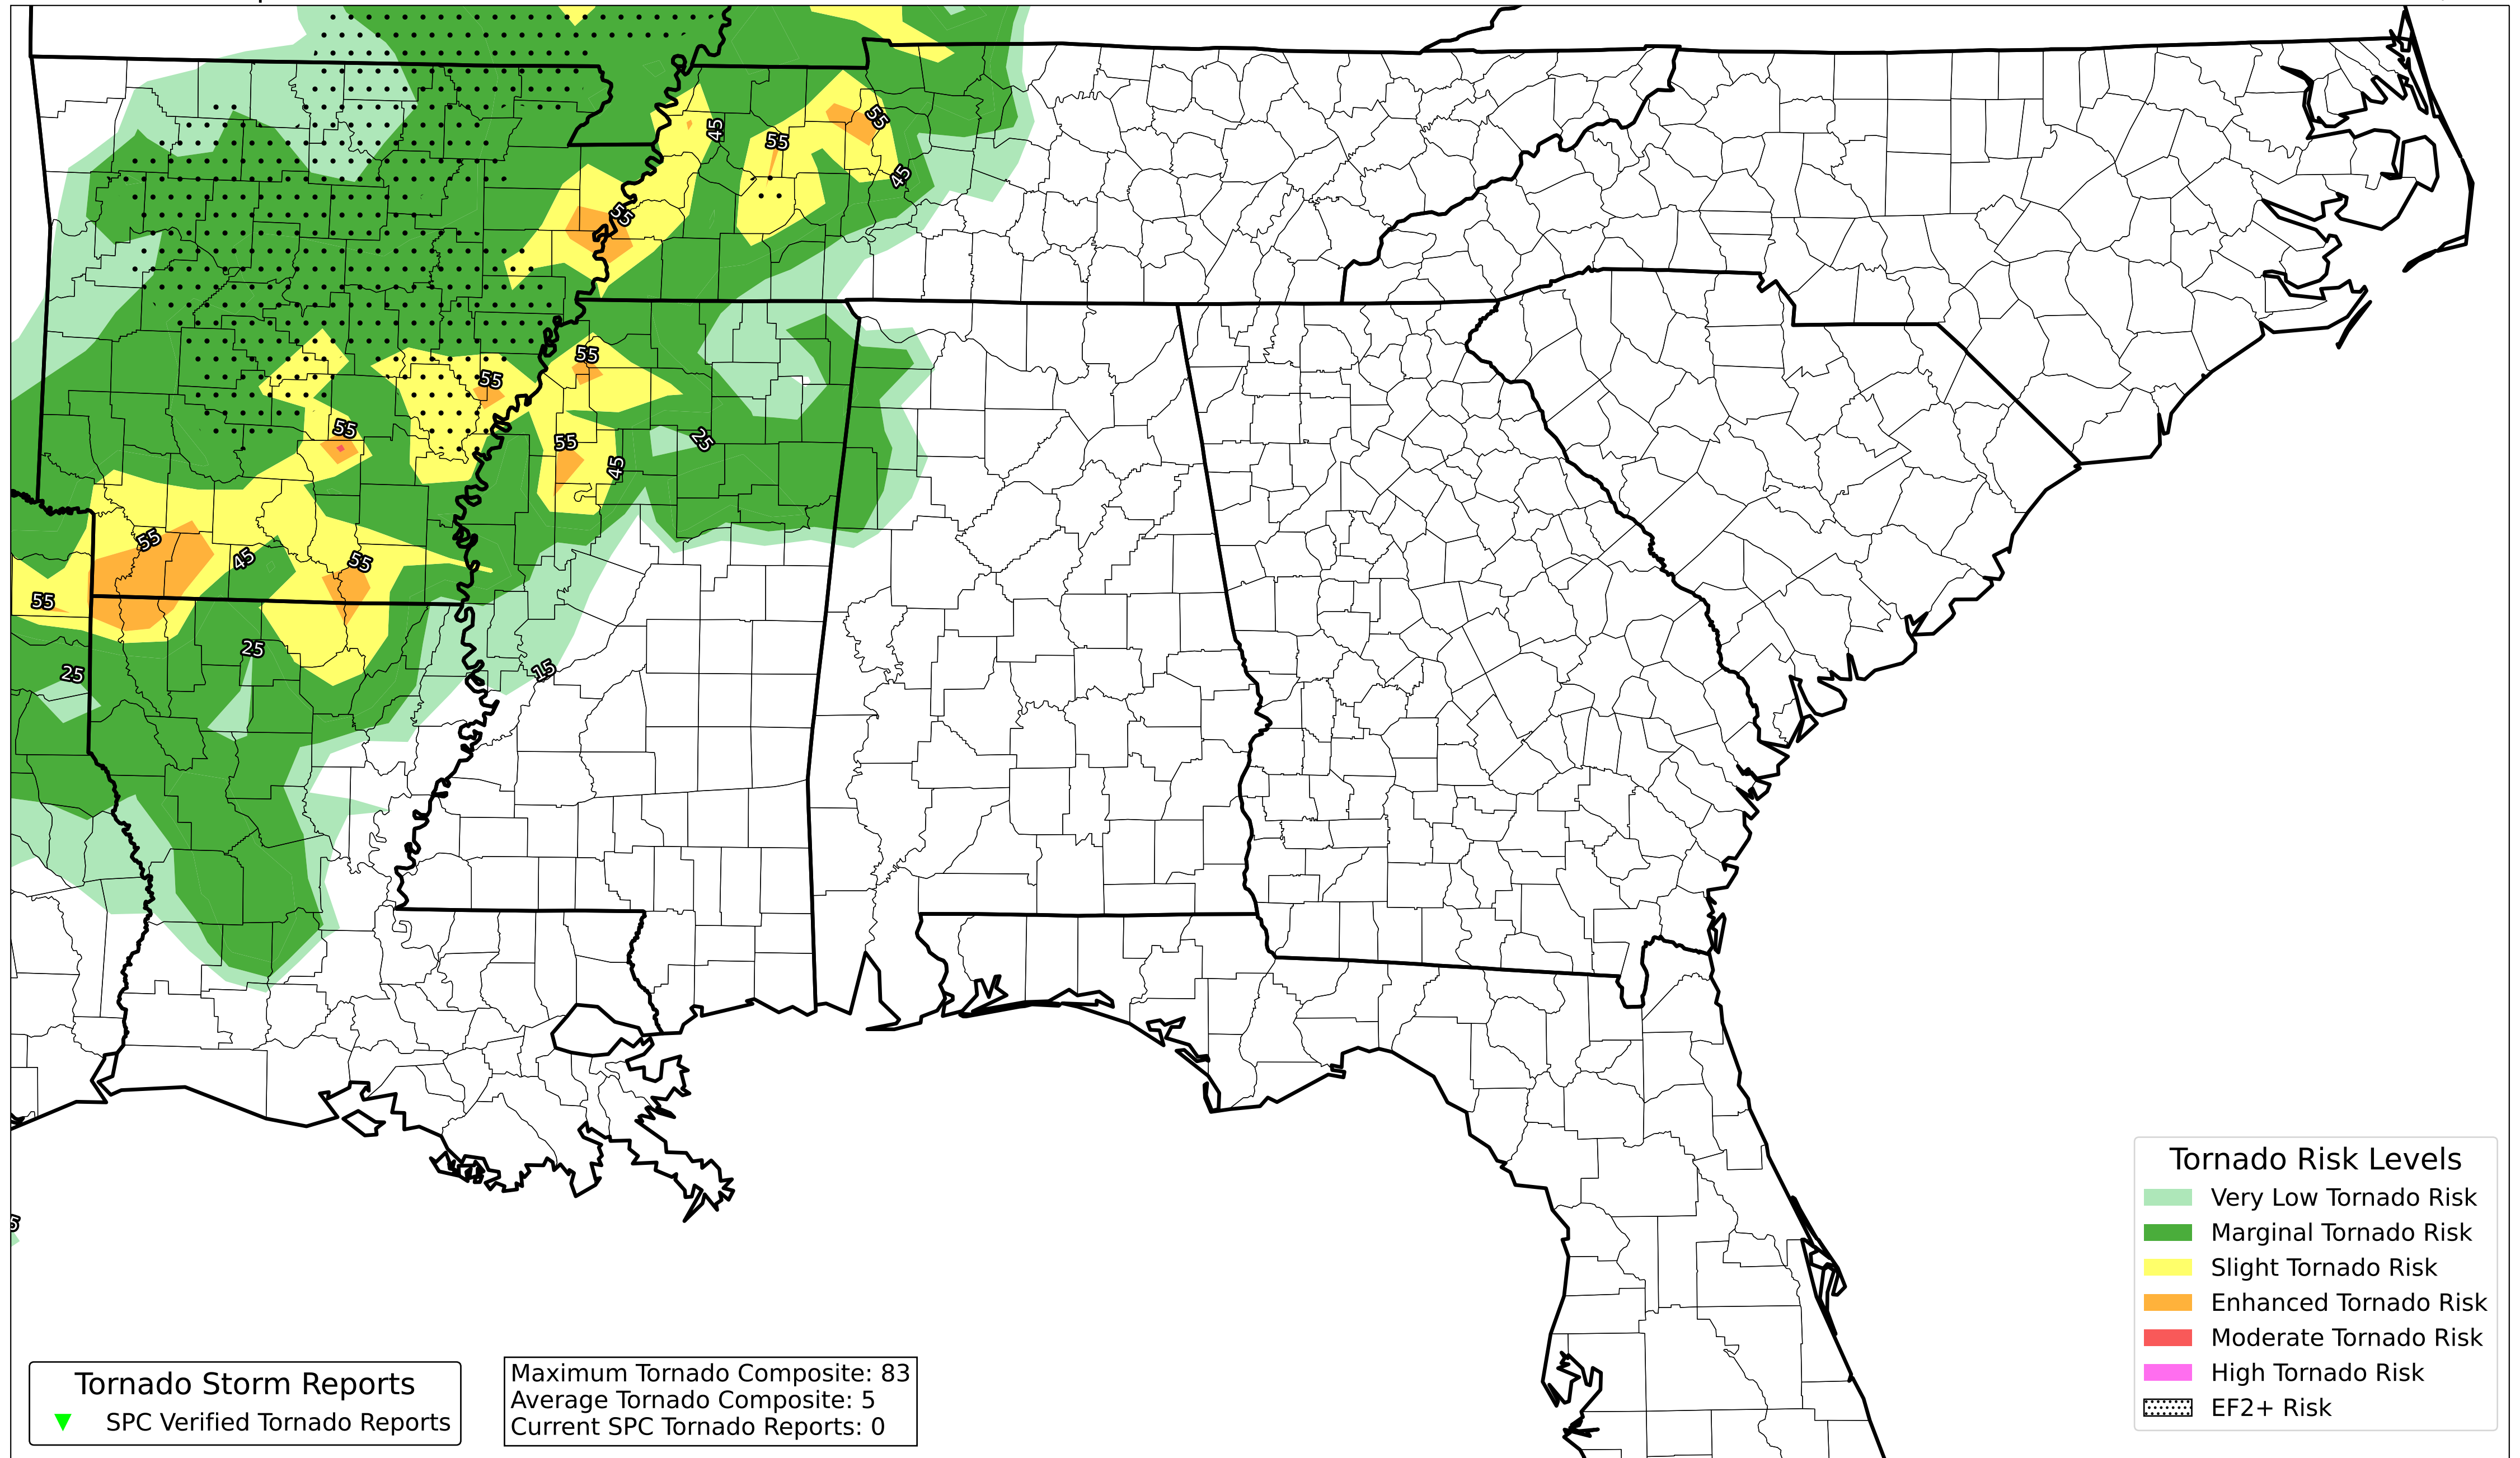 45
55
55
45
55
55
55
25
55
55
45
55
45
55
55
25
25
15
5
Tornado Risk Levels
Very Low Tornado Risk
Marginal Tornado Risk
Slight Tornado Risk
Enhanced Tornado Risk
Moderate Tornado Risk
High Tornado Risk
EF2+ Risk
Tornado Storm Reports
SPC Verified Tornado Reports
Maximum Tornado Composite: 83
Average Tornado Composite: 5
Current SPC Tornado Reports: 0